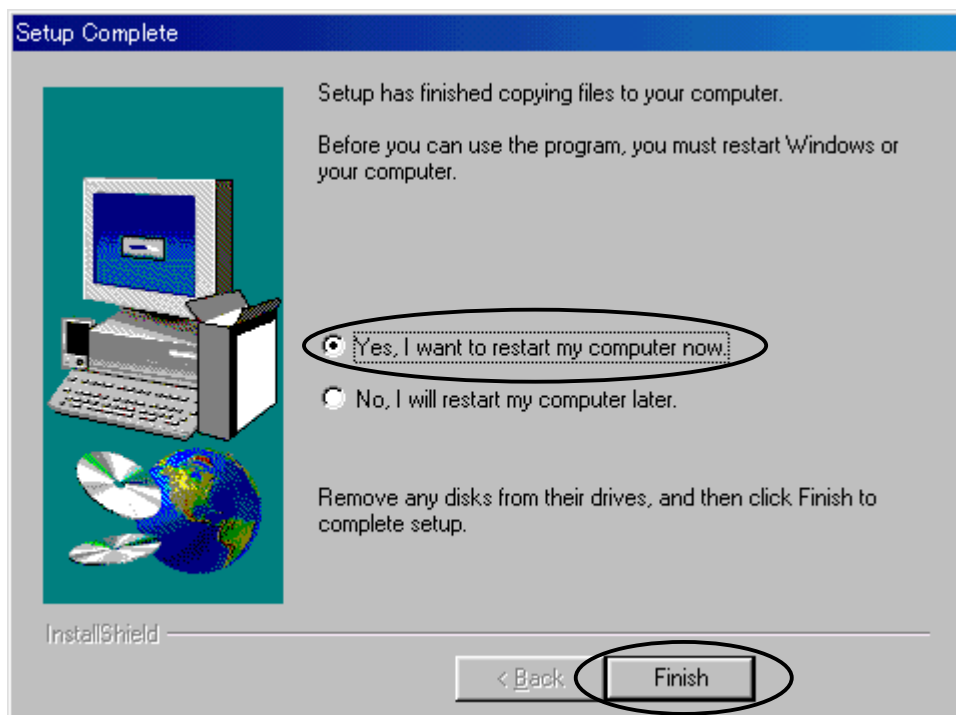 Setup Complete
Setup has finished copying files to your computer.
Before you can use the program, you must restart Windows or
your computer.
Yes, I want to restart my computer now.
No, I will restart my computer later.
Remove any disks from their drives, and then click Finish to
complete setup.
InstallShield
< Back
Finish